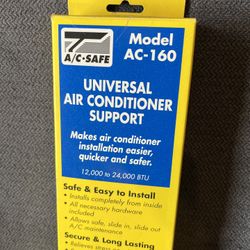 A/C·SAFE
Model
AC-160
UNIVERSAL
AIR CONDITIONER
SUPPORT
Makes air conditioner
installation easier,
quicker and safer.
12,000 to 24,000 BTU
Safe & Easy to Install
• Installs completely from inside
• All necessary hardware
included
• Allows safe, slide in, slide out
A/C maintenance
Secure & Long Lasting
• Relieves stress